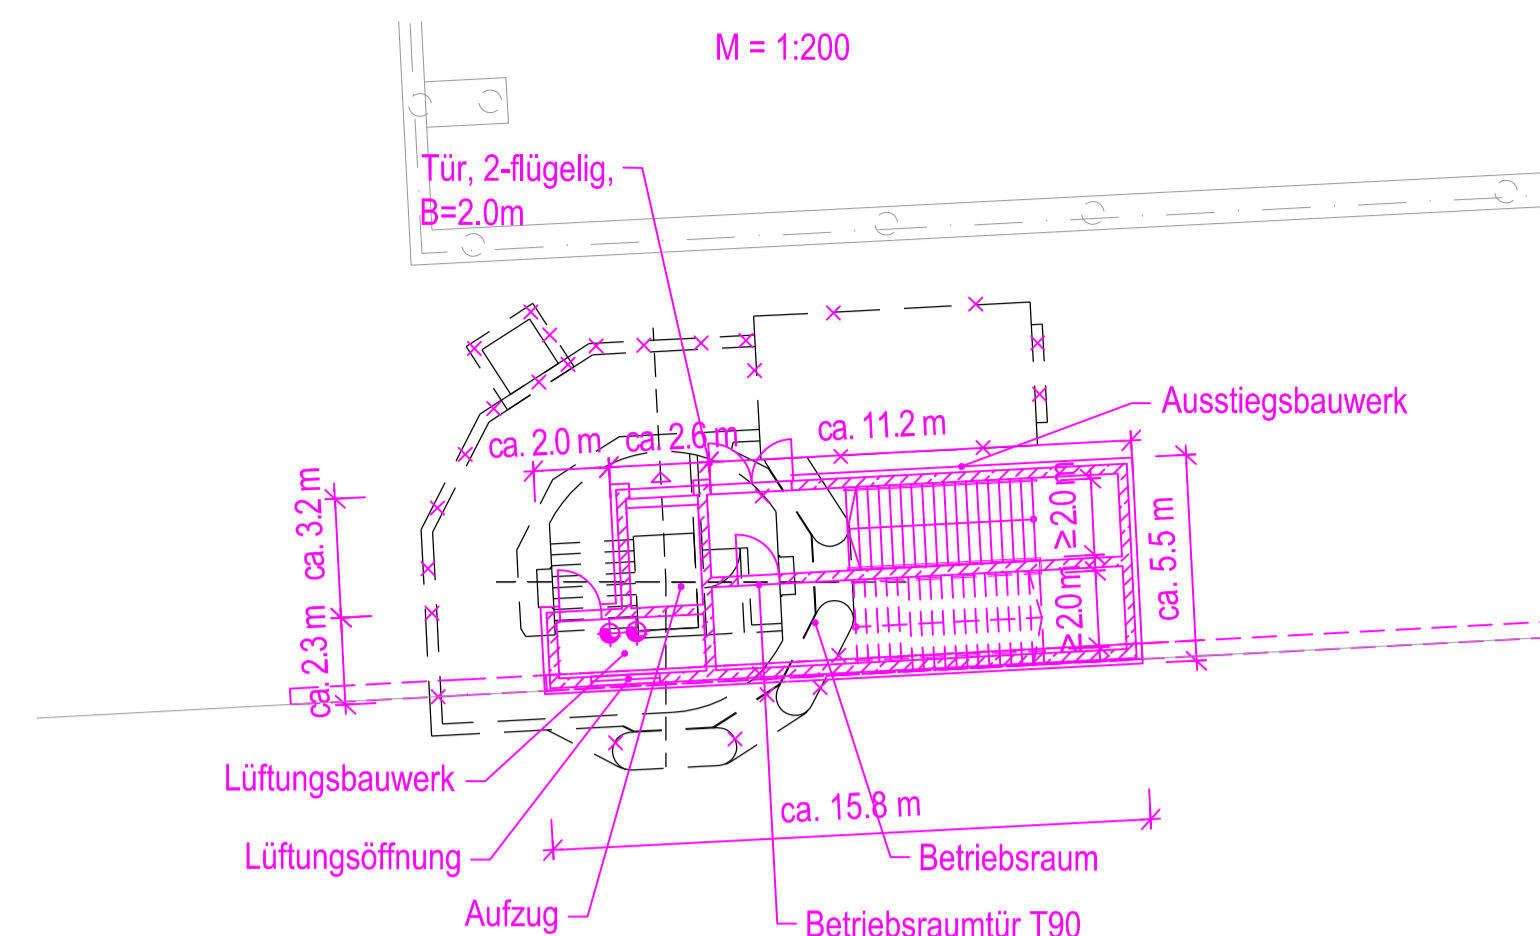 M = 1:200
Tür, 2-flügelig,
B=2.0m
Ausstiegsbauwerk
ca. 2.0 m
ca. 2.6 m
ca. 11.2 m
ca. 3.2 m
ca. 2.3 m
≥2.0 m
≥2.0 m
ca. 5.5 m
Lüftungsbauwerk
ca. 15.8 m
Lüftungsöffnung
Betriebsraum
Aufzug
Betriebsraumtür T90